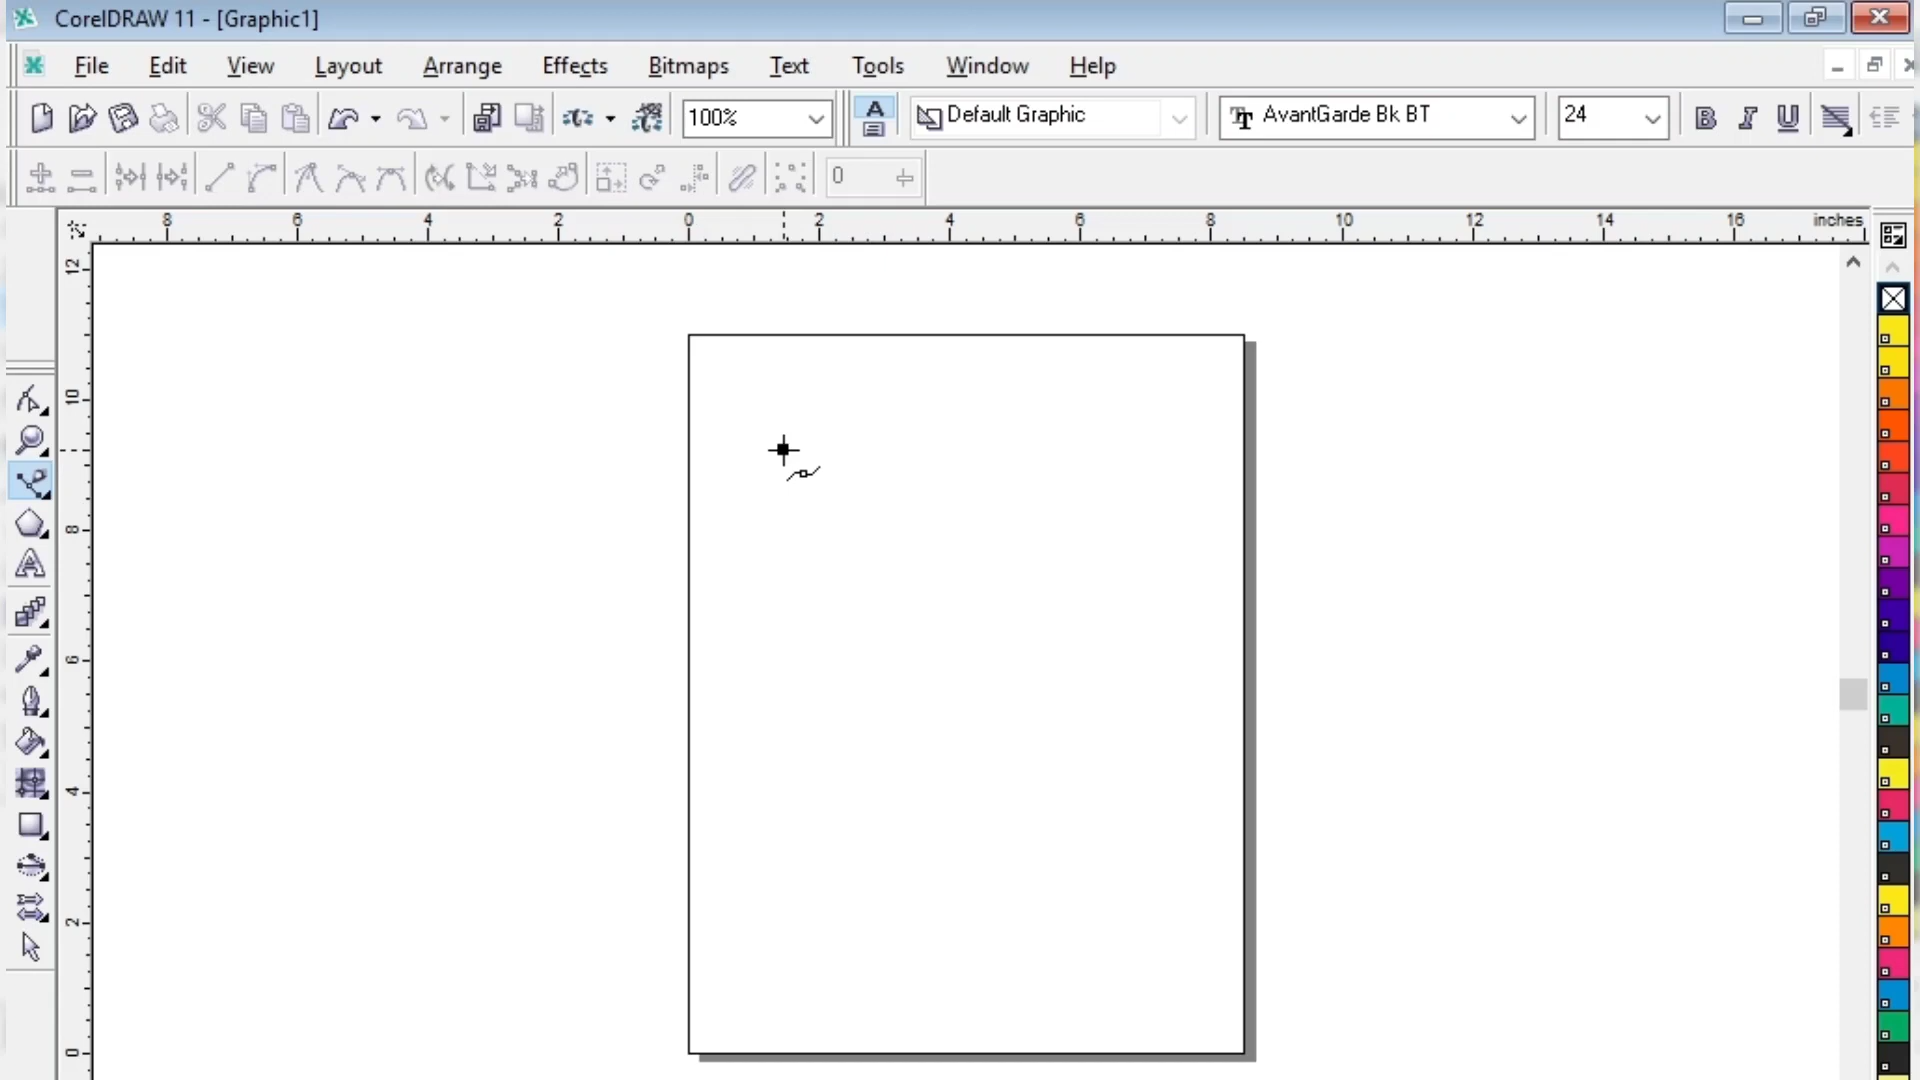 CorelDRAW 11 - [Graphic1]
File Edit View Layout Arrange Effects Bitmaps Text Tools Window Help
100% A Default Graphic AvantGarde Bk BT 24 B I U
0
8 6 4 2 0 2 4 6 8 10 12 14 16 inches
12
10
8
6
4
2
0